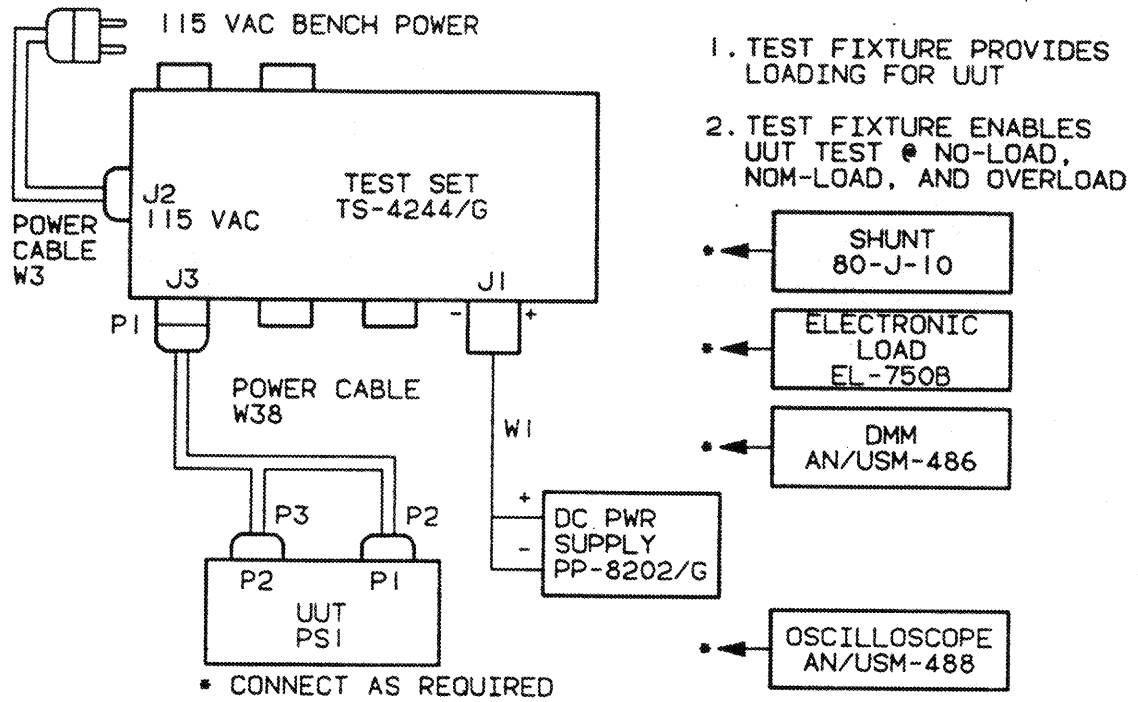 115 VAC BENCH POWER
1. TEST FIXTURE PROVIDES
LOADING FOR UUT
2. TEST FIXTURE ENABLES
UUT TEST @ NO-LOAD,
NOM-LOAD, AND OVERLOAD
J2
115 VAC
TEST SET
TS-4244/G
POWER
CABLE
W3
J3
J1
P1
- +
POWER CABLE
W38
W1
* SHUNT
80-J-10
* ELECTRONIC
LOAD
EL-750B
* DMM
AN/USM-486
P3
P2
+
-
DC PWR
SUPPLY
PP-8202/G
P2
P1
UUT
PS1
* OSCILLOSCOPE
AN/USM-488
* CONNECT AS REQUIRED